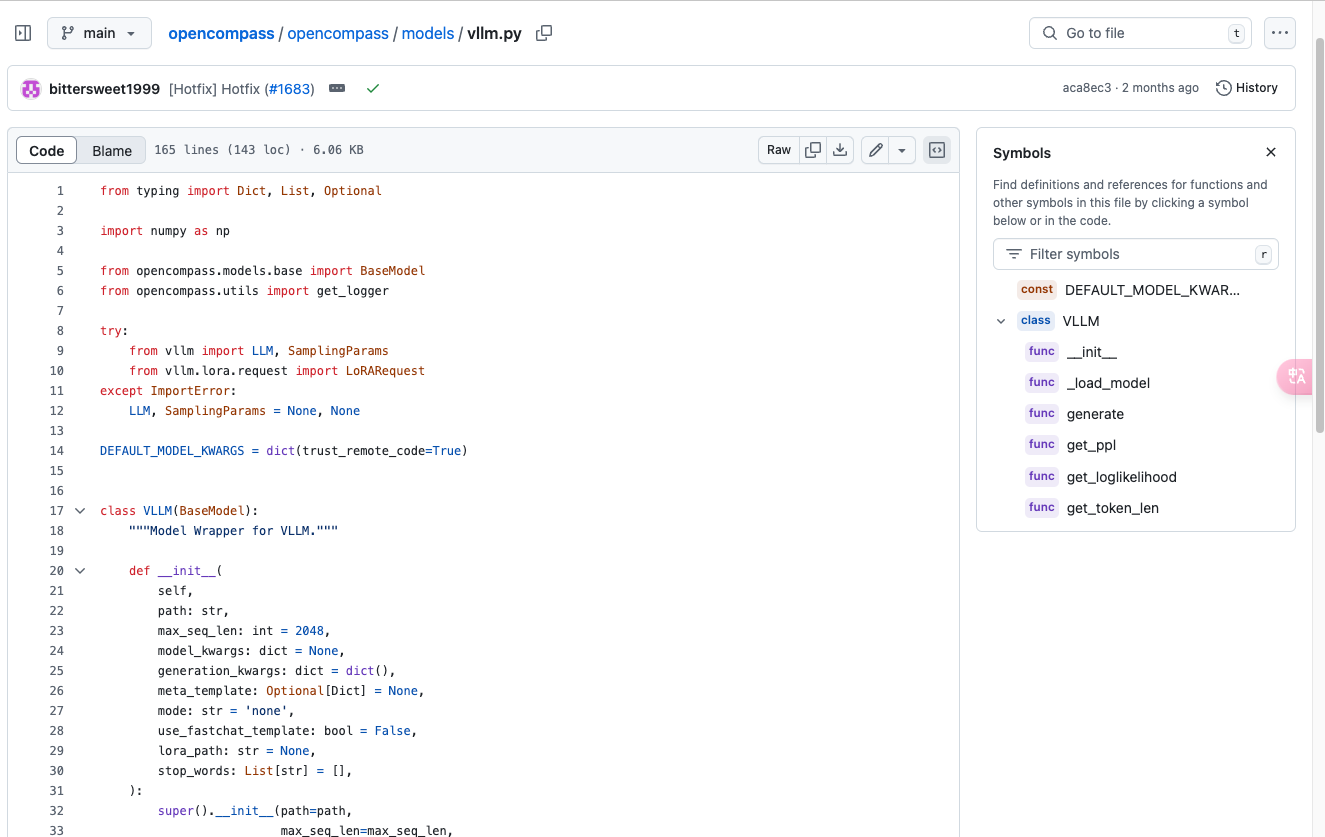 main
opencompass / opencompass / models / vllm.py
Go to file
t
bittersweet1999 [Hotfix] Hotfix (#1683)
aca8ec3 · 2 months ago
History
Code
Blame
165 lines (143 loc) · 6.06 KB
Raw
1 from typing import Dict, List, Optional
2
3 import numpy as np
4
5 from opencompass.models.base import BaseModel
6 from opencompass.utils import get_logger
7
8 try:
9     from vllm import LLM, SamplingParams
10     from vllm.lora.request import LoRARequest
11 except ImportError:
12     LLM, SamplingParams = None, None
13
14 DEFAULT_MODEL_KWARGS = dict(trust_remote_code=True)
15
16
17 class VLLM(BaseModel):
18     """Model Wrapper for VLLM."""
19
20     def __init__(
21         self,
22         path: str,
23         max_seq_len: int = 2048,
24         model_kwargs: dict = None,
25         generation_kwargs: dict = dict(),
26         meta_template: Optional[Dict] = None,
27         mode: str = 'none',
28         use_fastchat_template: bool = False,
29         lora_path: str = None,
30         stop_words: List[str] = [],
31     ):
32         super().__init__(path=path,
33                          max_seq_len=max_seq_len,
Symbols
Find definitions and references for functions and
other symbols in this file by clicking a symbol
below or in the code.
Filter symbols
r
const DEFAULT_MODEL_KWAR...
class VLLM
func __init__
func _load_model
func generate
func get_ppl
func get_loglikelihood
func get_token_len
中A